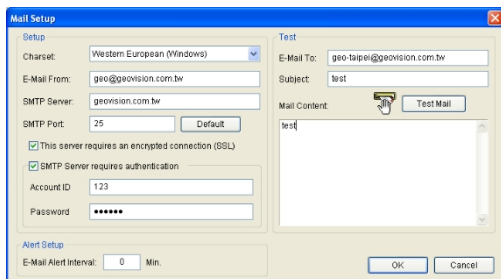 Mail Setup
Setup
Charset: Western European (Windows)
E-Mail From: geo@geovision.com.tw
SMTP Server: geovision.com.tw
SMTP Port: 25 Default
This server requires an encrypted connection (SSL)
SMTP Server requires authentication
Account ID 123
Password ••••••
Alert Setup
E-Mail Alert Interval: 0 Min.
Test
E-Mail To: geo-taipei@geovision.com.tw
Subject: test
Mail Content: Test Mail
test
OK Cancel